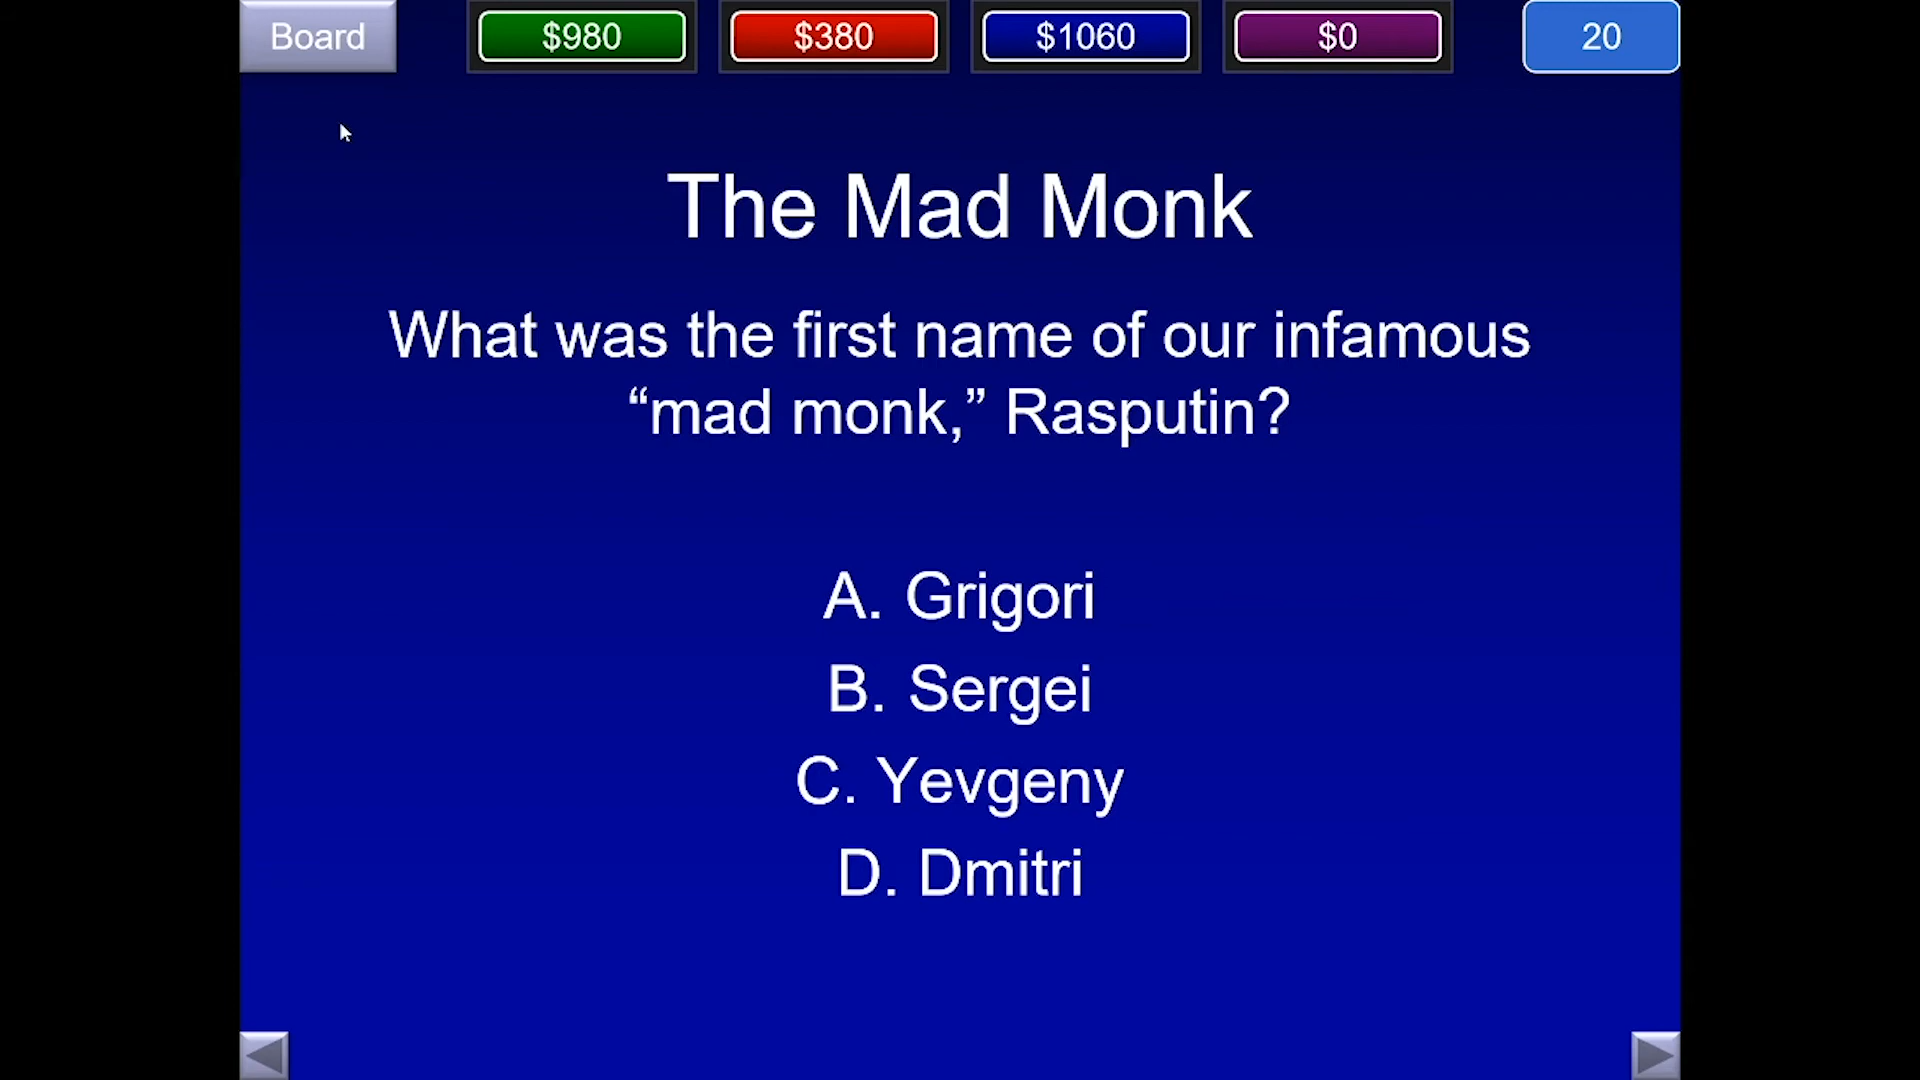 Board
$980
$380
$1060
$0
20
The Mad Monk
What was the first name of our infamous
“mad monk,” Rasputin?
A. Grigori
B. Sergei
C. Yevgeny
D. Dmitri